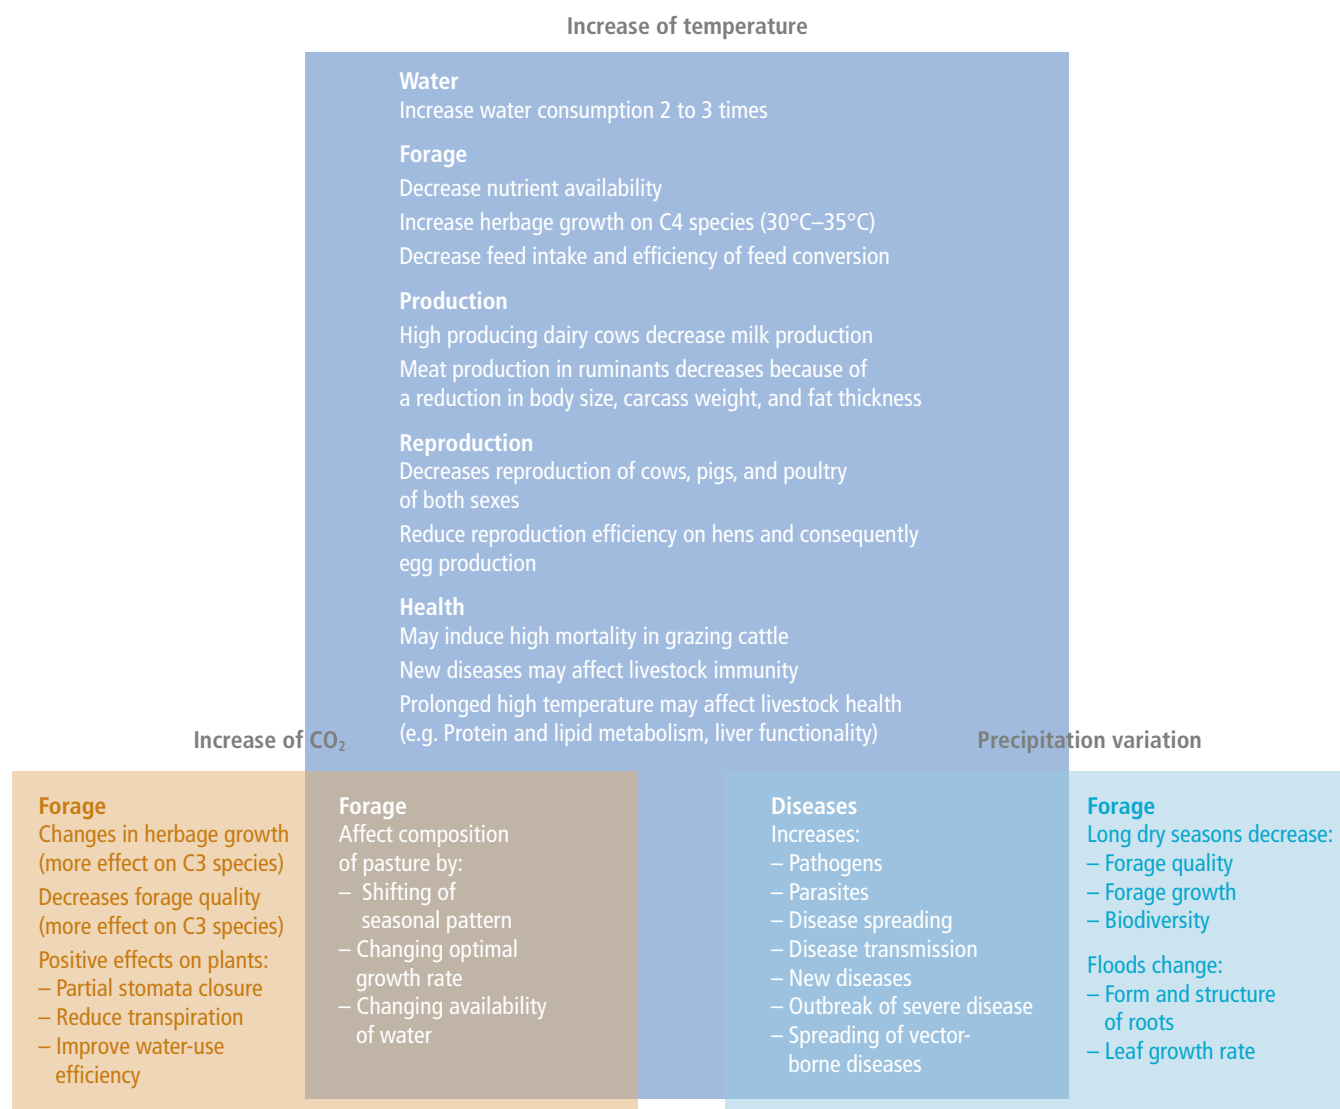 Increase of temperature
Water
Increase water consumption 2 to 3 times
Forage
Decrease nutrient availability
Increase herbage growth on C4 species (30°C–35°C)
Decrease feed intake and efficiency of feed conversion
Production
High producing dairy cows decrease milk production
Meat production in ruminants decreases because of
a reduction in body size, carcass weight, and fat thickness
Reproduction
Decreases reproduction of cows, pigs, and poultry
of both sexes
Reduce reproduction efficiency on hens and consequently
egg production
Health
May induce high mortality in grazing cattle
New diseases may affect livestock immunity
Prolonged high temperature may affect livestock health
(e.g. Protein and lipid metabolism, liver functionality)
Increase of CO₂
Forage
Changes in herbage growth
(more effect on C3 species)
Decreases forage quality
(more effect on C3 species)
Positive effects on plants:
– Partial stomata closure
– Reduce transpiration
– Improve water-use
efficiency
Forage
Affect composition
of pasture by:
– Shifting of
seasonal pattern
– Changing optimal
growth rate
– Changing availability
of water
Precipitation variation
Diseases
Increases:
– Pathogens
– Parasites
– Disease spreading
– Disease transmission
– New diseases
– Outbreak of severe disease
– Spreading of vector-
borne diseases
Forage
Long dry seasons decrease:
– Forage quality
– Forage growth
– Biodiversity
Floods change:
– Form and structure
of roots
– Leaf growth rate